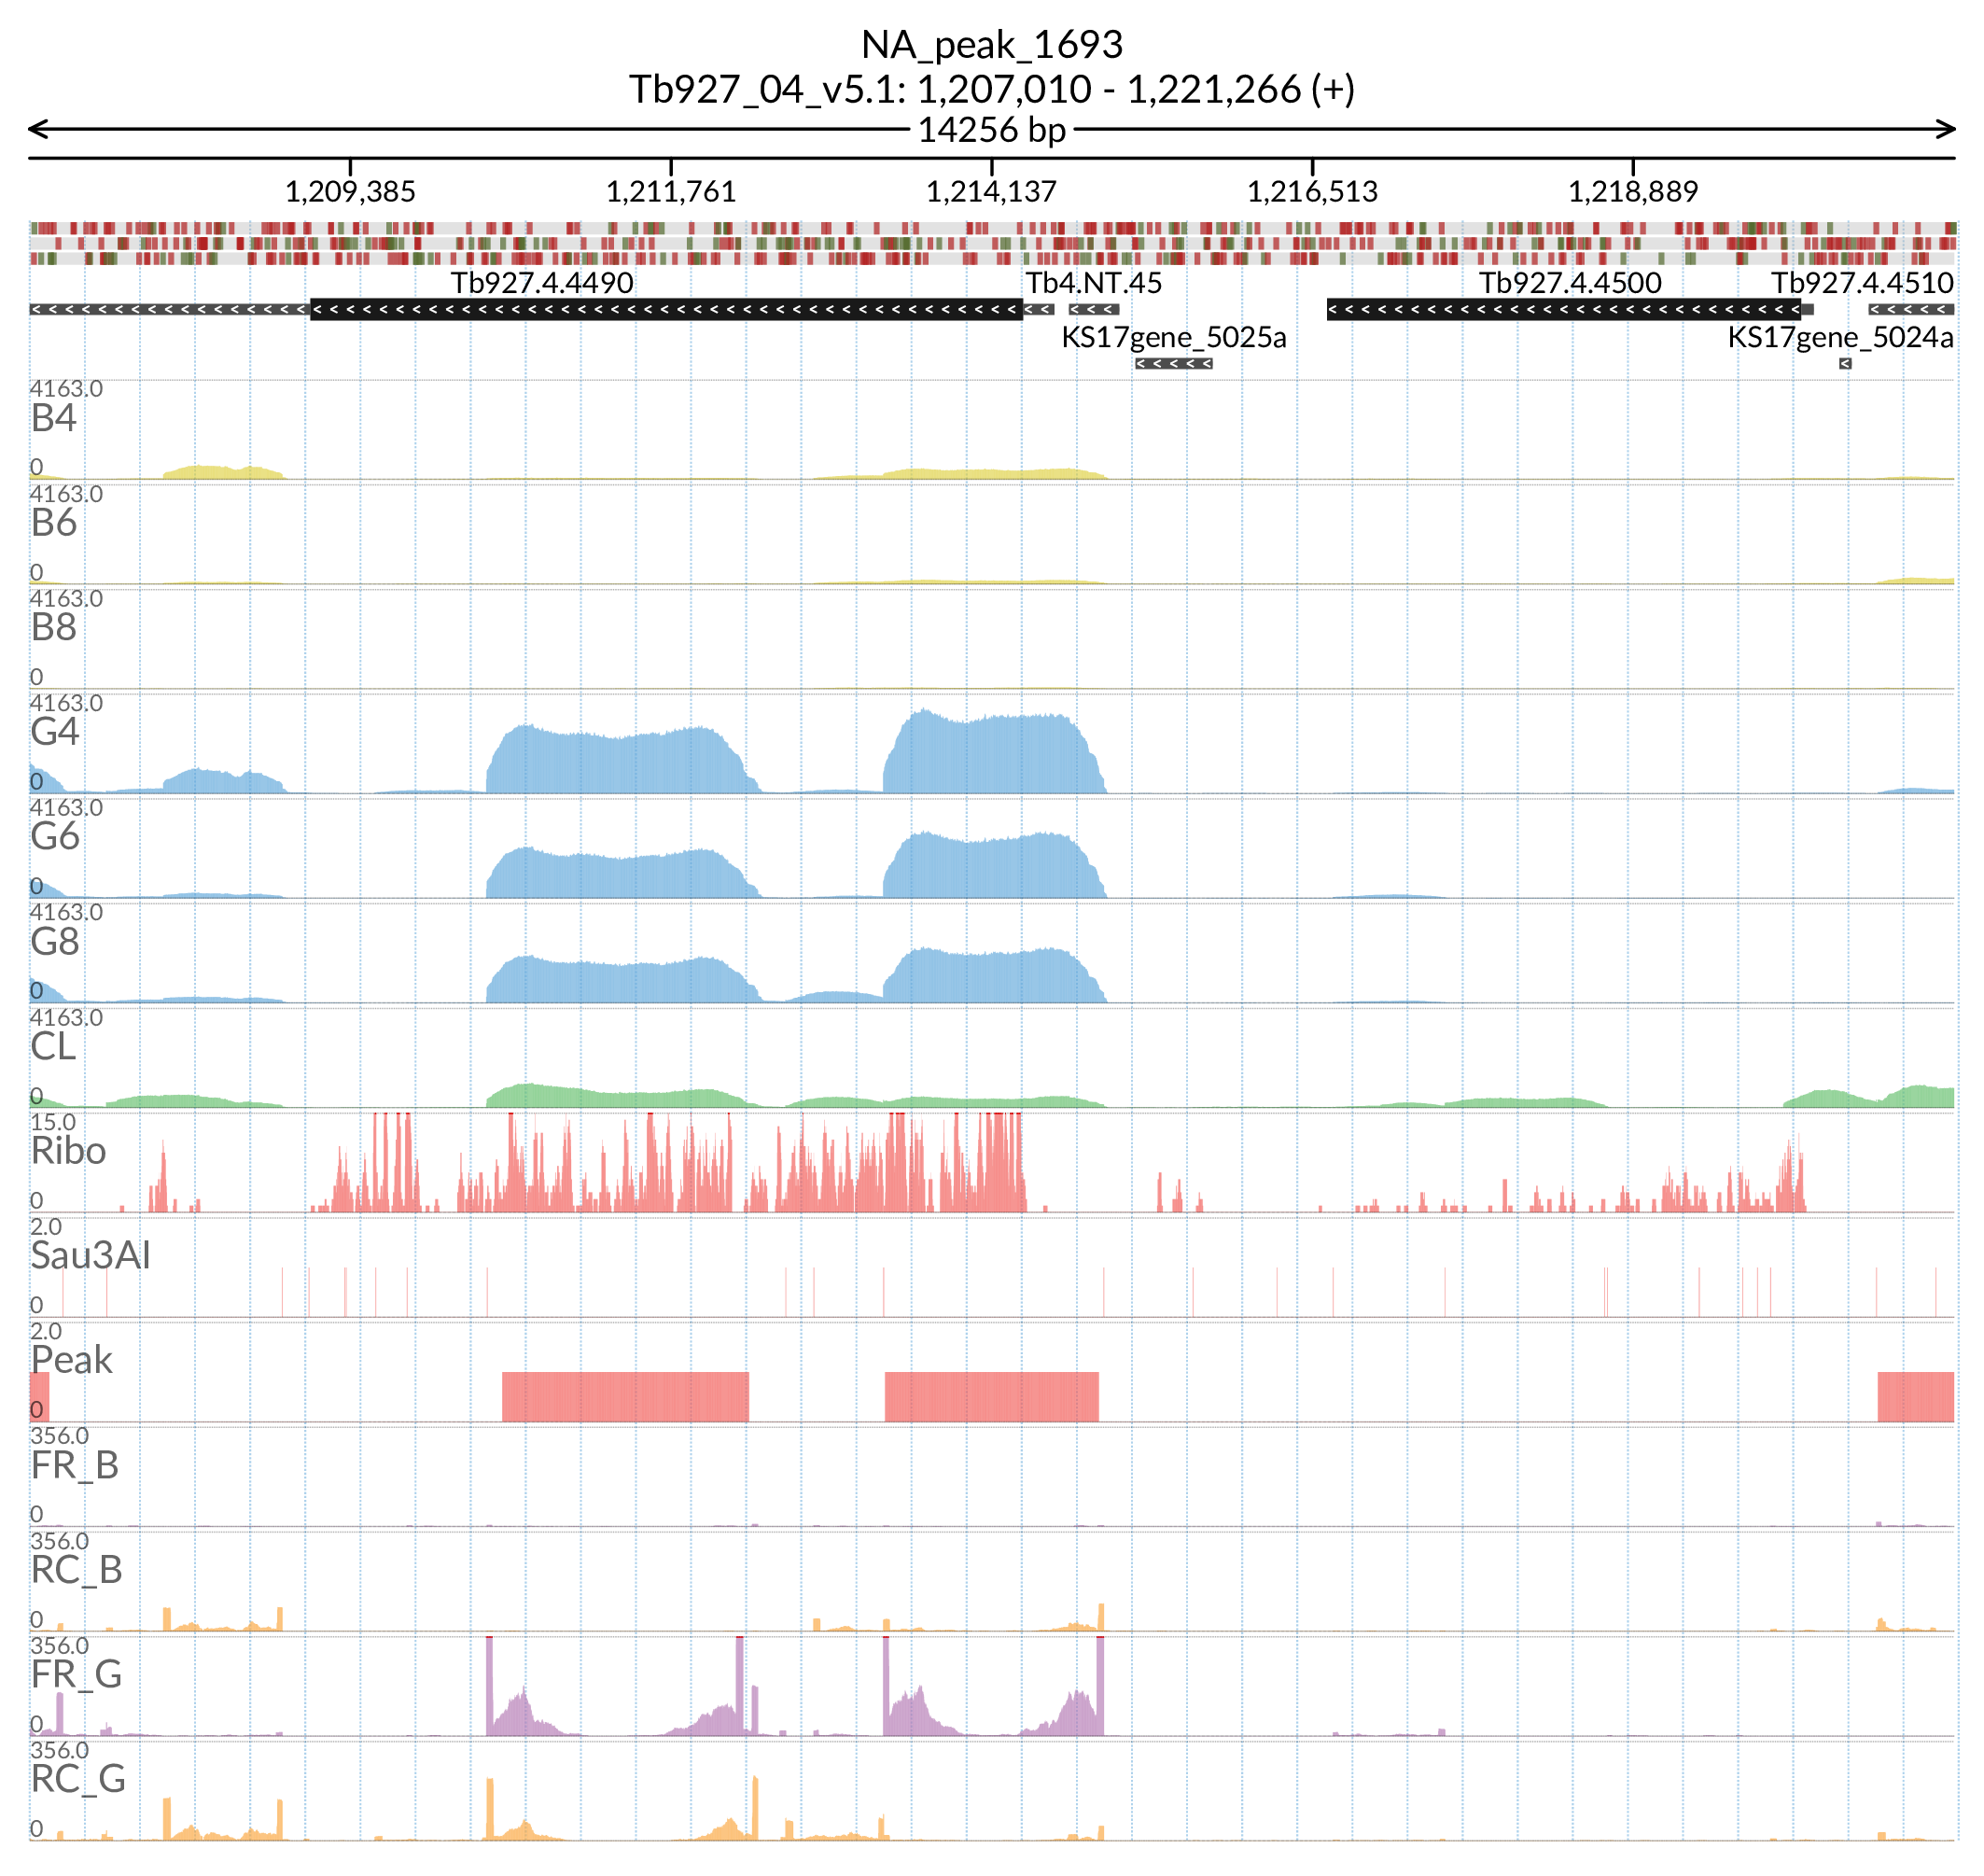 NA_peak_1693
Tb927_04_v5.1: 1,207,010 - 1,221,266 (+)
14256 bp
1,209,385 1,211,761 1,214,137 1,216,513 1,218,889
Tb927.4.4490 Tb4.NT.45 Tb927.4.4500 Tb927.4.4510
KS17gene_5025a KS17gene_5024a
4163.0
B4
0
4163.0
B6
0
4163.0
B8
0
4163.0
G4
0
4163.0
G6
0
4163.0
G8
0
4163.0
CL
0
15.0
Ribo
0
2.0
Sau3AI
0
2.0
Peak
0
356.0
FR_B
0
356.0
RC_B
0
356.0
FR_G
0
356.0
RC_G
0